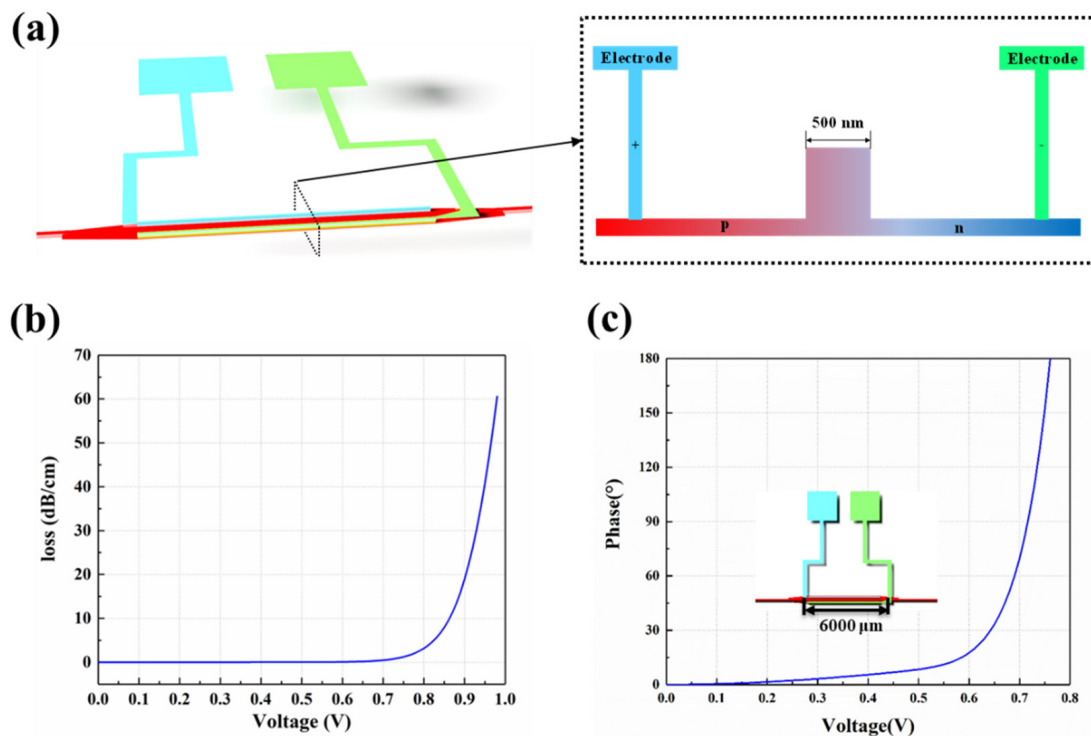 (a)
Electrode
Electrode
500 nm
+
-
p
n
(b)
70
60
50
40
30
20
10
0
loss (dB/cm)
0.0 0.1 0.2 0.3 0.4 0.5 0.6 0.7 0.8 0.9 1.0
Voltage (V)
(c)
180
150
120
90
60
30
0
Phase(°)
6000 μm
0.0 0.1 0.2 0.3 0.4 0.5 0.6 0.7 0.8
Voltage(V)